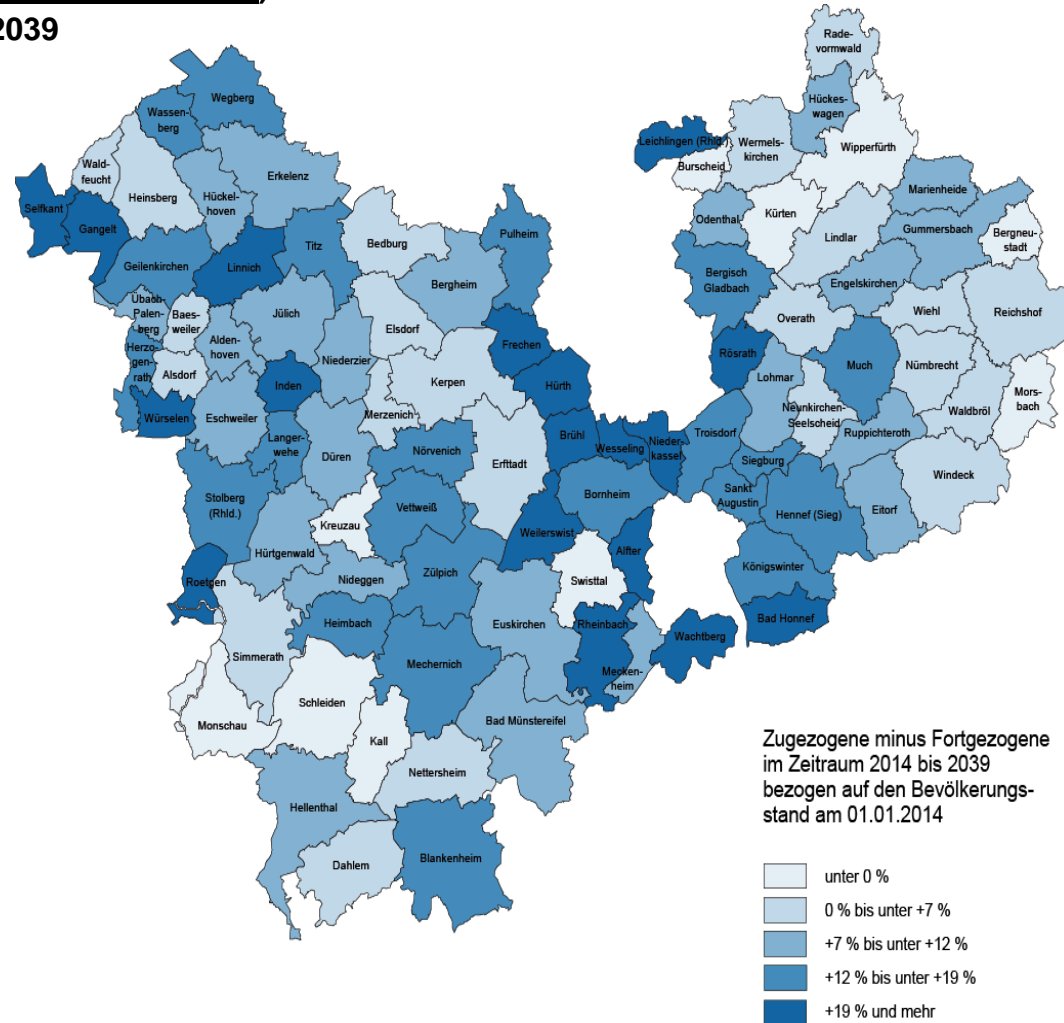 2039
Rade-
vormwald
Wegberg
Wassen-
berg
Hückes-
wagen
Leichlingen (Rhld.)
Wermels-
kirchen
Wipperfürth
Wald-
feucht
Burscheid
Erkelenz
Heinsberg
Hückel-
hoven
Marienheide
Selfkant
Gangelt
Odenthal
Kürten
Gummersbach
Bergneu-
stadt
Pulheim
Titz
Bedburg
Lindlar
Geilenkirchen
Linnich
Bergisch
Gladbach
Engelskirchen
Bergheim
Übach-
Palen-
berg
Baes-
weiler
Jülich
Wiehl
Reichshof
Overath
Elsdorf
Alden-
hoven
Herzo-
gen-
rath
Frechen
Rösrath
Niederzier
Much
Nümbrecht
Alsdorf
Inden
Kerpen
Lohmar
Hürth
Mors-
bach
Merzenich
Neunkirchen-
Seelscheid
Waldbröl
Würselen
Eschweiler
Ruppichteroth
Troisdorf
Brühl
Wesseling
Nieder-
kassel
Langer-
wehe
Düren
Nörvenich
Erfttadt
Siegburg
Windeck
Sankt
Augustin
Bornheim
Stolberg
(Rhld.)
Vettweiß
Hennef (Sieg)
Eitorf
Kreuzau
Weilerswist
Alfter
Hürtgenwald
Königswinter
Zülpich
Nideggen
Swisttal
Roetgen
Bad Honnef
Heimbach
Euskirchen
Rheinbach
Wachtberg
Simmerath
Mechernich
Mecken-
heim
Schleiden
Monschau
Bad Münstereifel
Kall
Nettersheim
Hellenthal
Blankenheim
Dahlem
Zugezogene minus Fortgezogene
im Zeitraum 2014 bis 2039
bezogen auf den Bevölkerungs-
stand am 01.01.2014
unter 0 %
0 % bis unter +7 %
+7 % bis unter +12 %
+12 % bis unter +19 %
+19 % und mehr